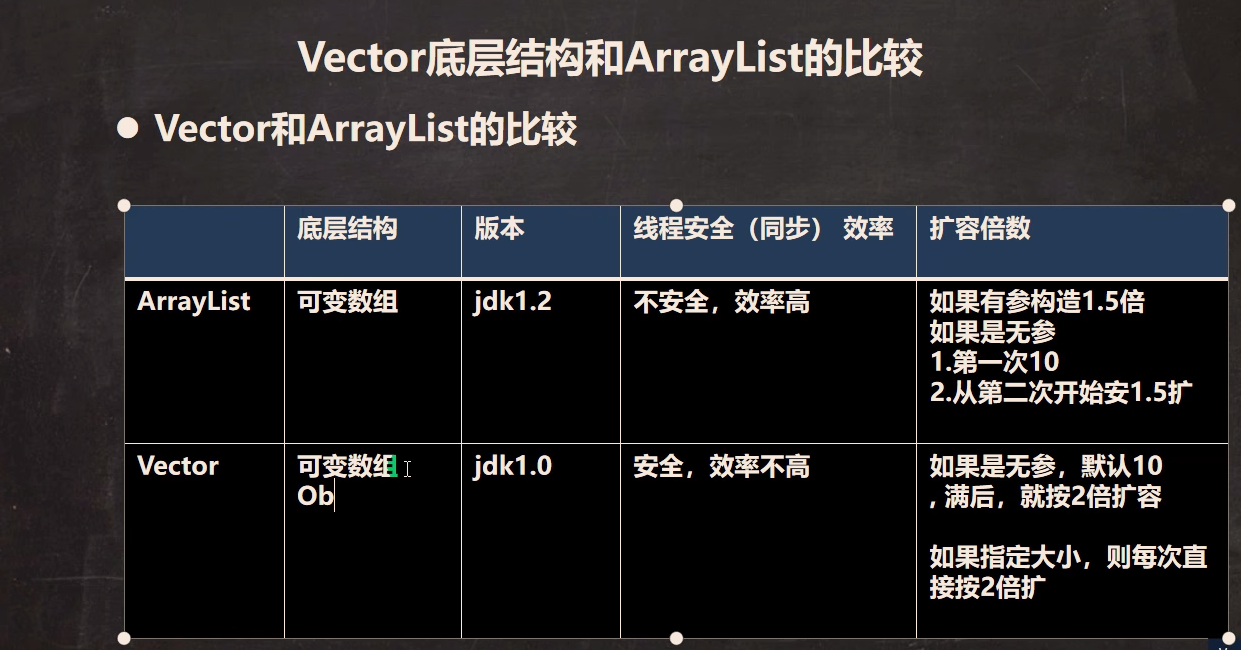 Vector底层结构和ArrayList的比较
● Vector和ArrayList的比较
底层结构 版本 线程安全（同步） 效率 扩容倍数
ArrayList 可变数组 jdk1.2 不安全，效率高 如果有参构造1.5倍
如果是无参
1.第一次10
2.从第二次开始安1.5扩
Vector 可变数组 jdk1.0 安全，效率不高 如果是无参，默认10
Ob , 满后，就按2倍扩容
如果指定大小，则每次直
接按2倍扩